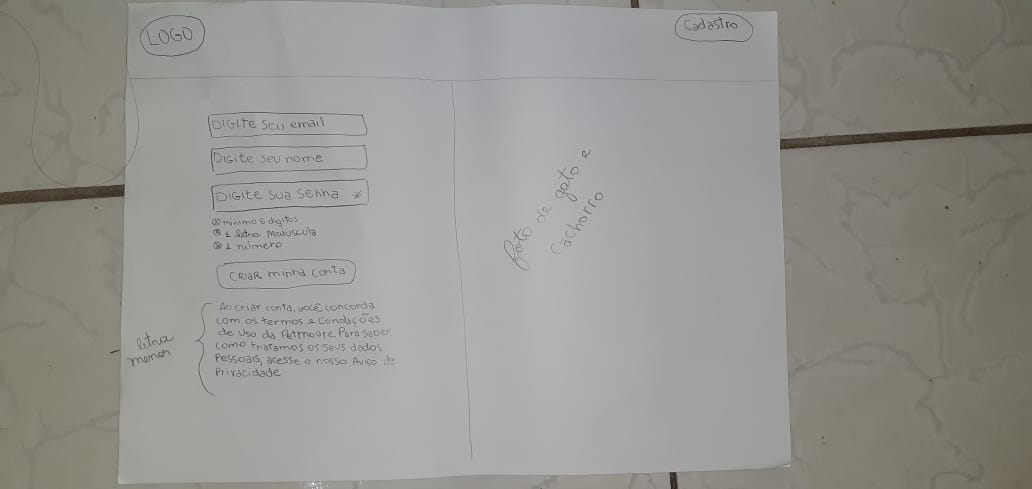 LOGO
Cadastro
DIGITE seu email
DIGITE seu nome
DIGITE sua senha
⊗ mínimo 6 dígitos
⊗ 1 letra Maiuscula
⊗ 1 número
CRIAR minha conta
Ao criar conta, você concorda
com os termos e Condições
de Uso da Petmoure. Para saber
como tratamos os seus dados
Pessoais, acesse o nosso Aviso de
Privacidade.
letra
menor
foto de gato e
cachorro